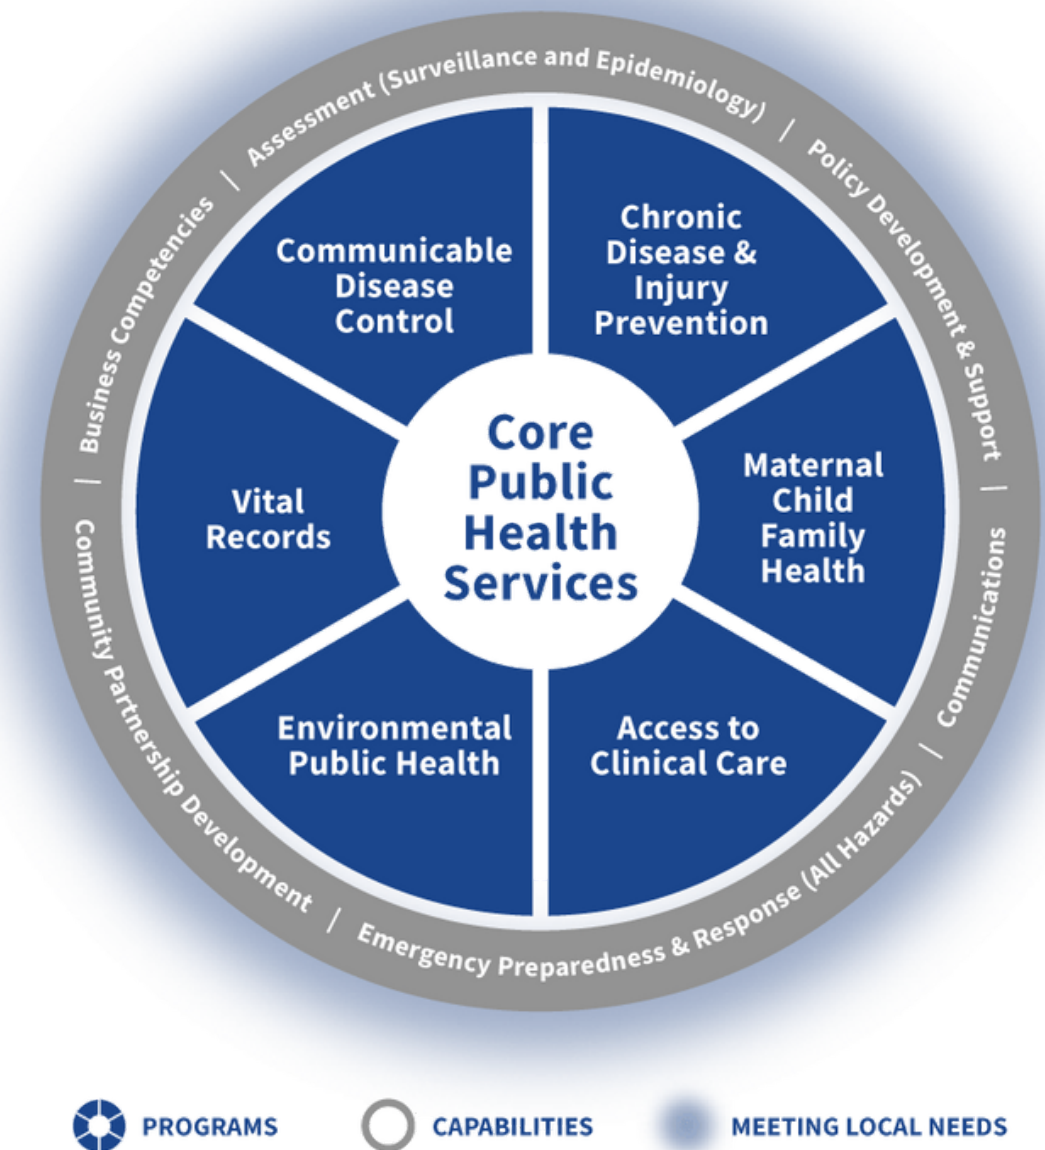 Assessment (Surveillance and Epidemiology) | Policy Development & Support | Communications | Emergency Preparedness & Response (All Hazards) | Community Partnership Development | Business Competencies |
Communicable
Disease
Control
Chronic
Disease &
Injury
Prevention
Vital
Records
Core
Public
Health
Services
Maternal
Child
Family
Health
Environmental
Public Health
Access to
Clinical Care
PROGRAMS
CAPABILITIES
MEETING LOCAL NEEDS